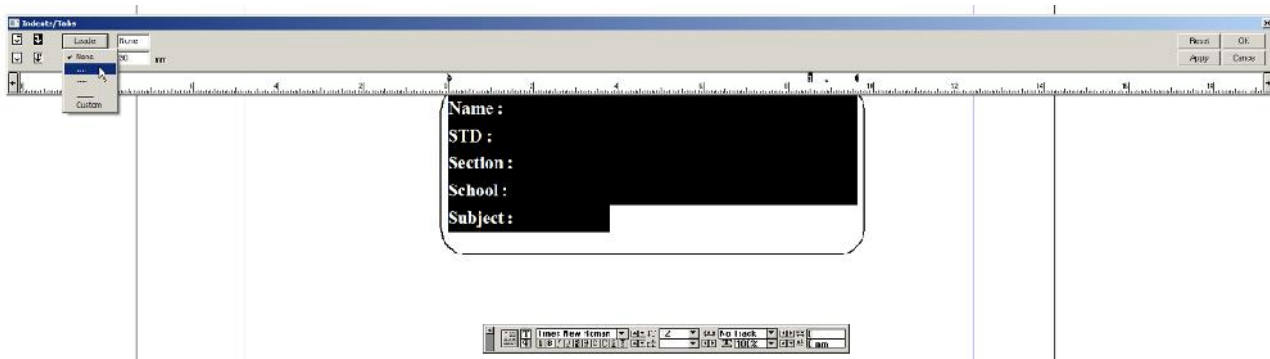 Indents/Tabs
Leader None Reset OK
None 90 mm Apply Cancel
Custom
Name :
STD :
Section :
School :
Subject :
Times New Roman No Track
100%